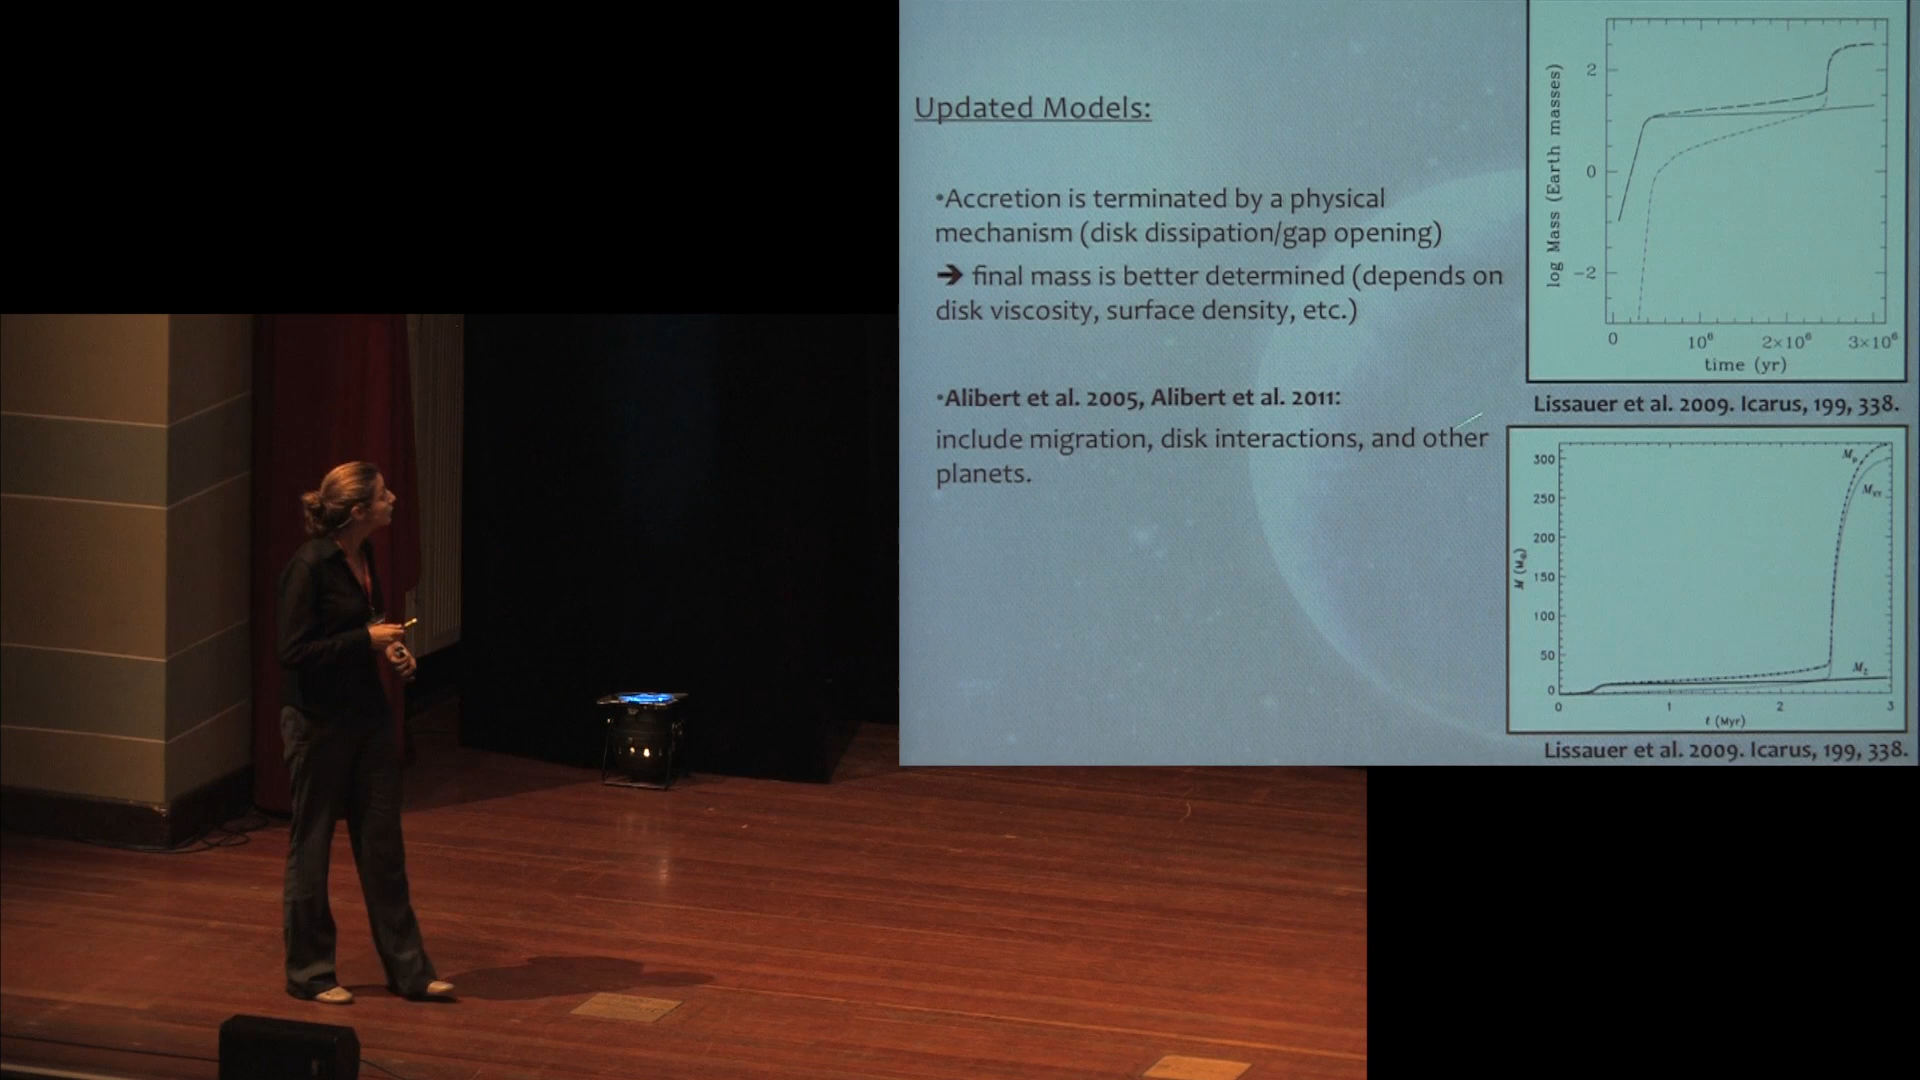 Updated Models:
•Accretion is terminated by a physical
mechanism (disk dissipation/gap opening)
➔ final mass is better determined (depends on
disk viscosity, surface density, etc.)
•Alibert et al. 2005, Alibert et al. 2011:
include migration, disk interactions, and other
planets.
log Mass (Earth masses)
2
0
−2
0 10⁶ 2×10⁶ 3×10⁶
time (yr)
Lissauer et al. 2009. Icarus, 199, 338.
300
250
200
150
100
50
0
0 1 2 3
t (Myr)
Lissauer et al. 2009. Icarus, 199, 338.